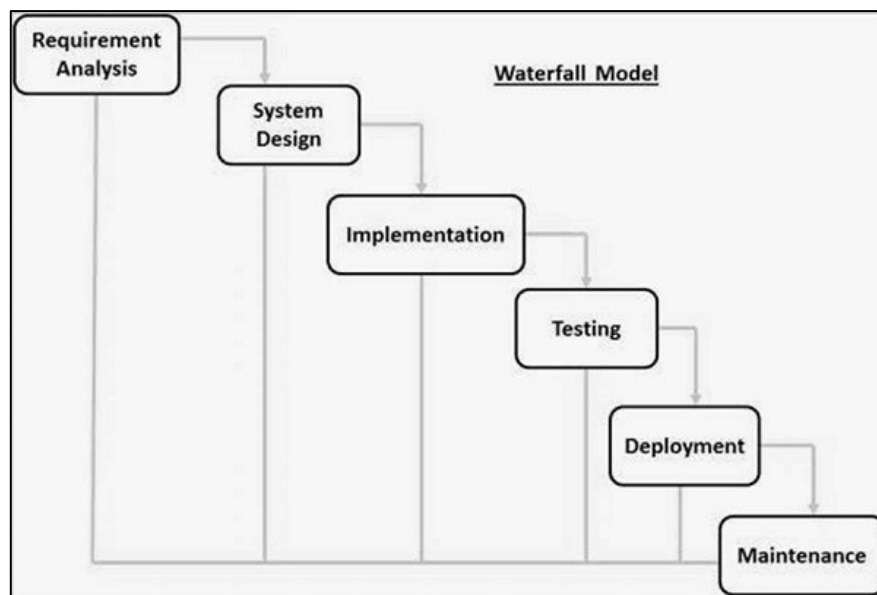 Requirement
Analysis
Waterfall Model
System
Design
Implementation
Testing
Deployment
Maintenance